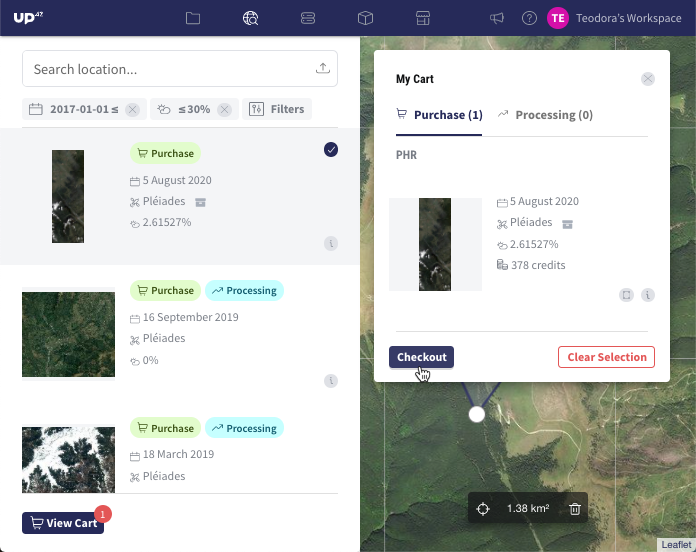 UP42
TE Teodora's Workspace
Search location...
2017-01-01 ≤
≤ 30%
Filters
Purchase
5 August 2020
Pléiades
2.61527%
Purchase
Processing
16 September 2019
Pléiades
0%
Purchase
Processing
18 March 2019
Pléiades
View Cart
1
My Cart
Purchase (1)
Processing (0)
PHR
5 August 2020
Pléiades
2.61527%
378 credits
Checkout
Clear Selection
1.38 km²
Leaflet